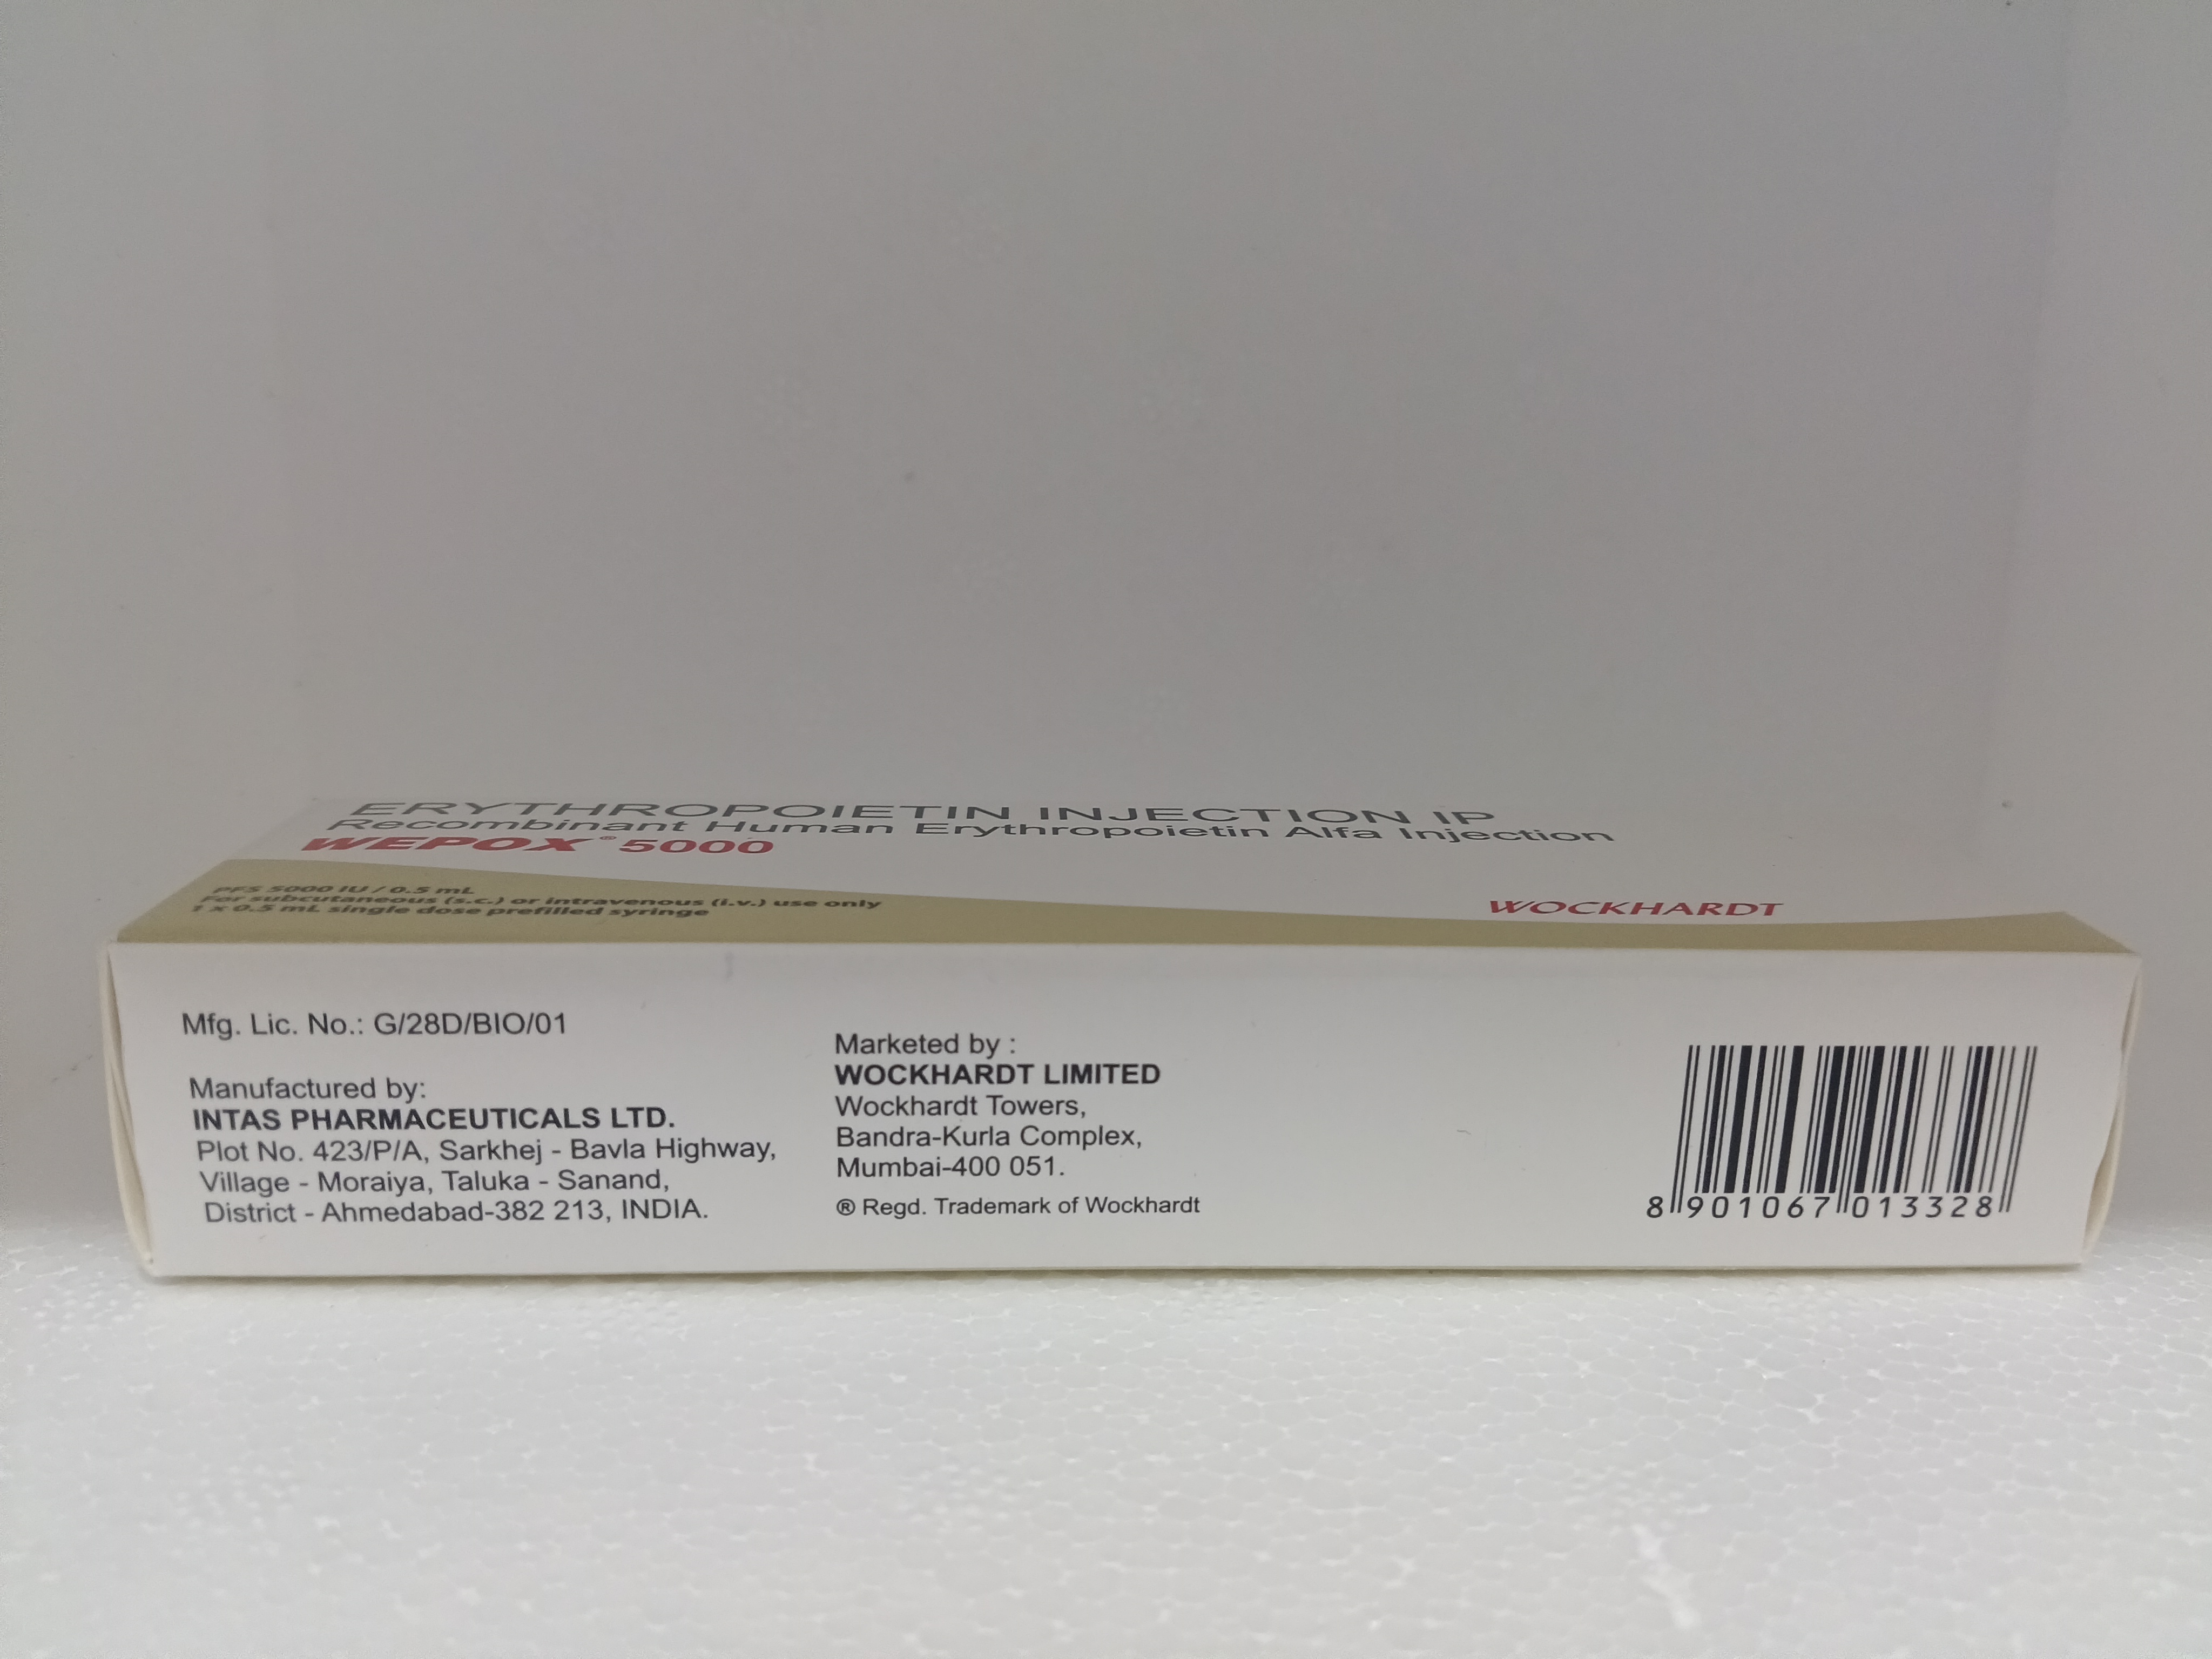 ERYTHROPOIETIN INJECTION IP
Recombinant Human Erythropoietin Alfa Injection
WEPOX® 5000
PFS 5000 IU / 0.5 mL
For subcutaneous (s.c.) or intravenous (i.v.) use only
1 x 0.5 mL single dose prefilled syringe
WOCKHARDT
Mfg. Lic. No.: G/28D/BIO/01
Manufactured by:
INTAS PHARMACEUTICALS LTD.
Plot No. 423/P/A, Sarkhej - Bavla Highway,
Village - Moraiya, Taluka - Sanand,
District - Ahmedabad-382 213, INDIA.
Marketed by :
WOCKHARDT LIMITED
Wockhardt Towers,
Bandra-Kurla Complex,
Mumbai-400 051.
® Regd. Trademark of Wockhardt
8 901067 013328